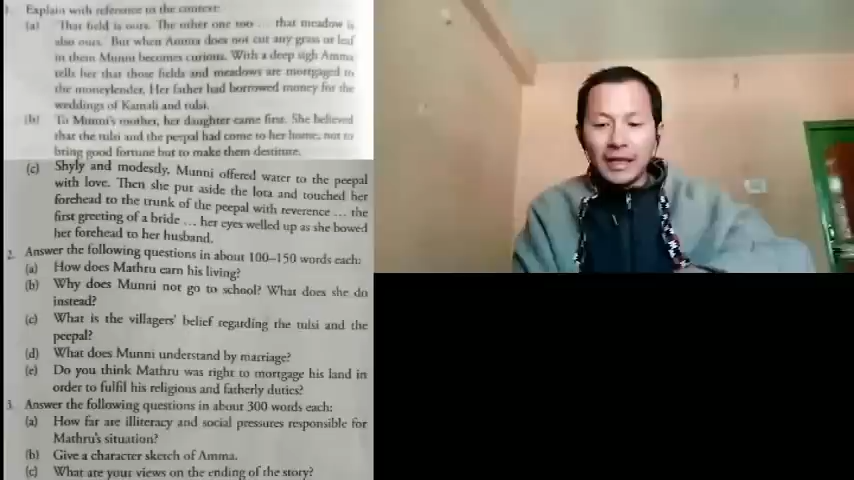 1. Explain with reference to the context:
(a) That field is ours. The other one too ... that meadow is
also ours. But when Amma does not cut any grass or leaf
in them Munni becomes curious. With a deep sigh Amma
tells her that those fields and meadows are mortgaged to
the moneylender. Her father had borrowed money for the
weddings of Kamali and tulsi.
(b) To Munni's mother, her daughter came first. She believed
that the tulsi and the peepal had come to her home, not to
bring good fortune but to make them destitute.
(c) Shyly and modestly, Munni offered water to the peepal
with love. Then she put aside the lota and touched her
forehead to the trunk of the peepal with reverence ... the
first greeting of a bride ... her eyes welled up as she bowed
her forehead to her husband.
2. Answer the following questions in about 100–150 words each:
(a) How does Mathru earn his living?
(b) Why does Munni not go to school? What does she do
instead?
(c) What is the villagers' belief regarding the tulsi and the
peepal?
(d) What does Munni understand by marriage?
(e) Do you think Mathru was right to mortgage his land in
order to fulfil his religious and fatherly duties?
3. Answer the following questions in about 300 words each:
(a) How far are illiteracy and social pressures responsible for
Mathru's situation?
(b) Give a character sketch of Amma.
(c) What are your views on the ending of the story?